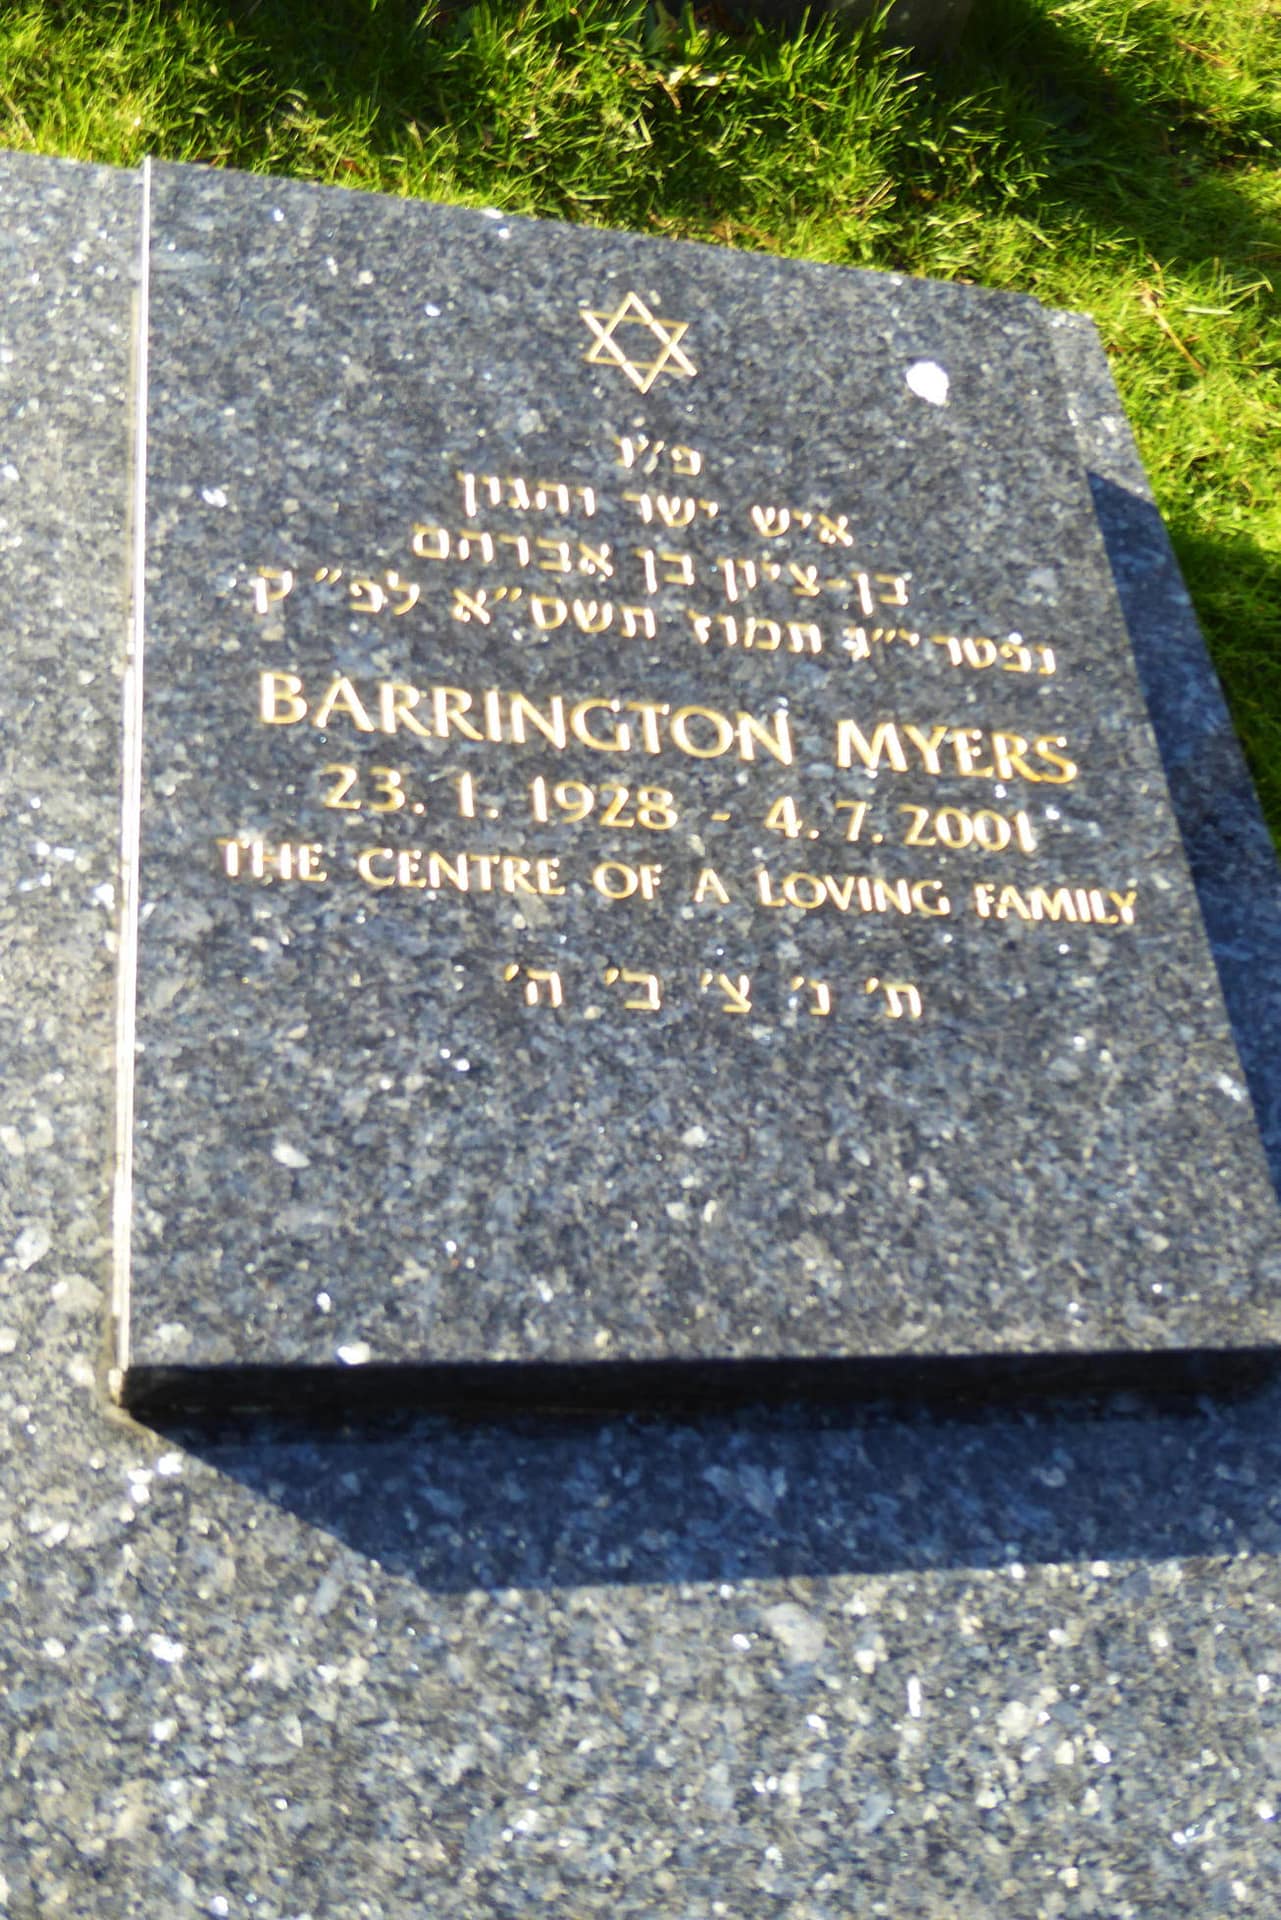 פ״נ
איש ישר והגון
בן-ציון בן אברהם
נפטר י״ג תמוז תשס״א לפ״ק
BARRINGTON MYERS
23. 1. 1928 - 4. 7. 2001
THE CENTRE OF A LOVING FAMILY
ת׳ נ׳ צ׳ ב׳ ה׳